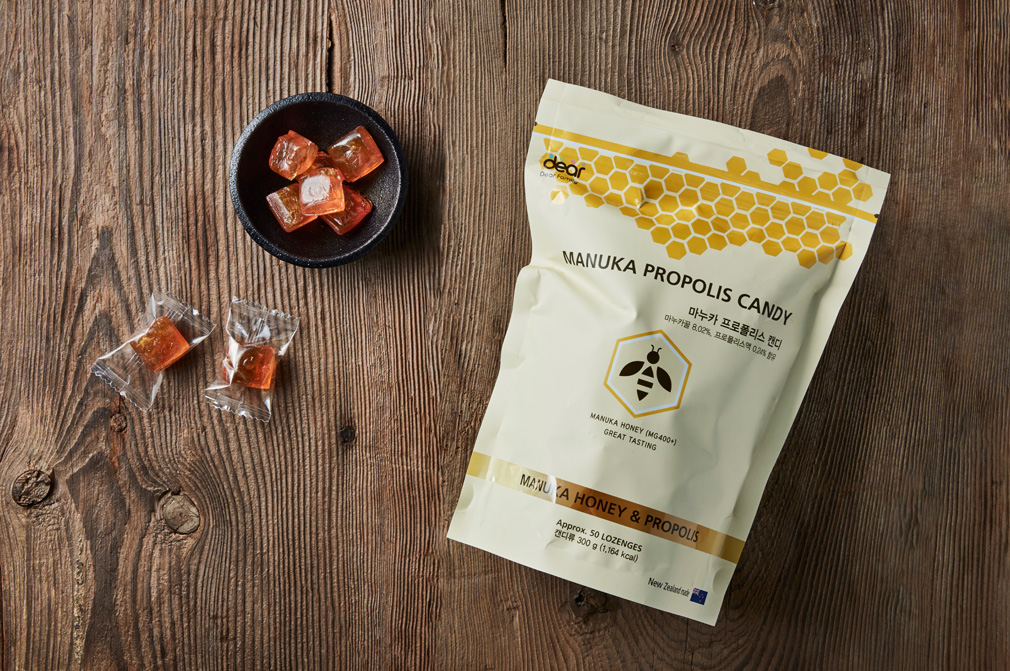 dear
Dear family
MANUKA PROPOLIS CANDY
마누카 프로폴리스 캔디
마누카꿀 8.02%, 프로폴리스액 0.24% 함유
MANUKA HONEY (MG400+)
GREAT TASTING
MANUKA HONEY & PROPOLIS
Approx. 50 LOZENGES
캔디류 300 g (1,164 kcal)
New Zealand made